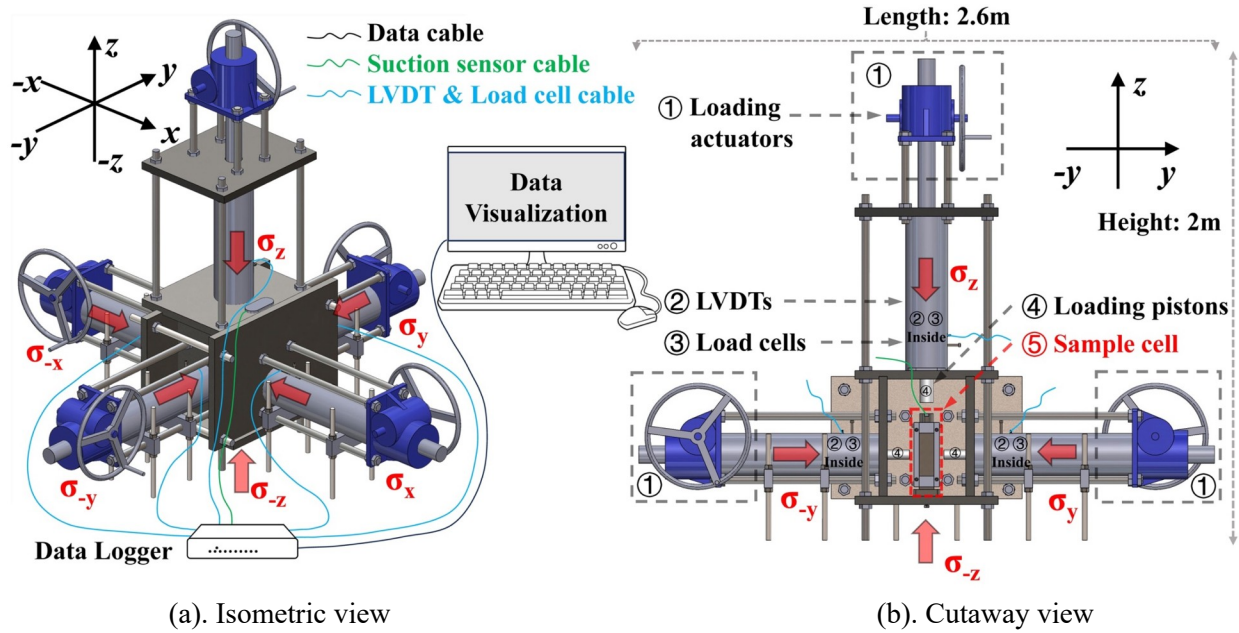 z
-x
y
x
-y
-z
Data cable
Suction sensor cable
LVDT & Load cell cable
Data
Visualization
σz
σ-x
σy
σ-y
σx
σ-z
Data Logger
(a). Isometric view
Length: 2.6m
①
① Loading
actuators
z
-y
y
Height: 2m
σz
② LVDTs
②③
Inside
③ Load cells
④ Loading pistons
⑤ Sample cell
④
②③
Inside
④
④
②③
Inside
①
σ-y
σy
①
σ-z
(b). Cutaway view